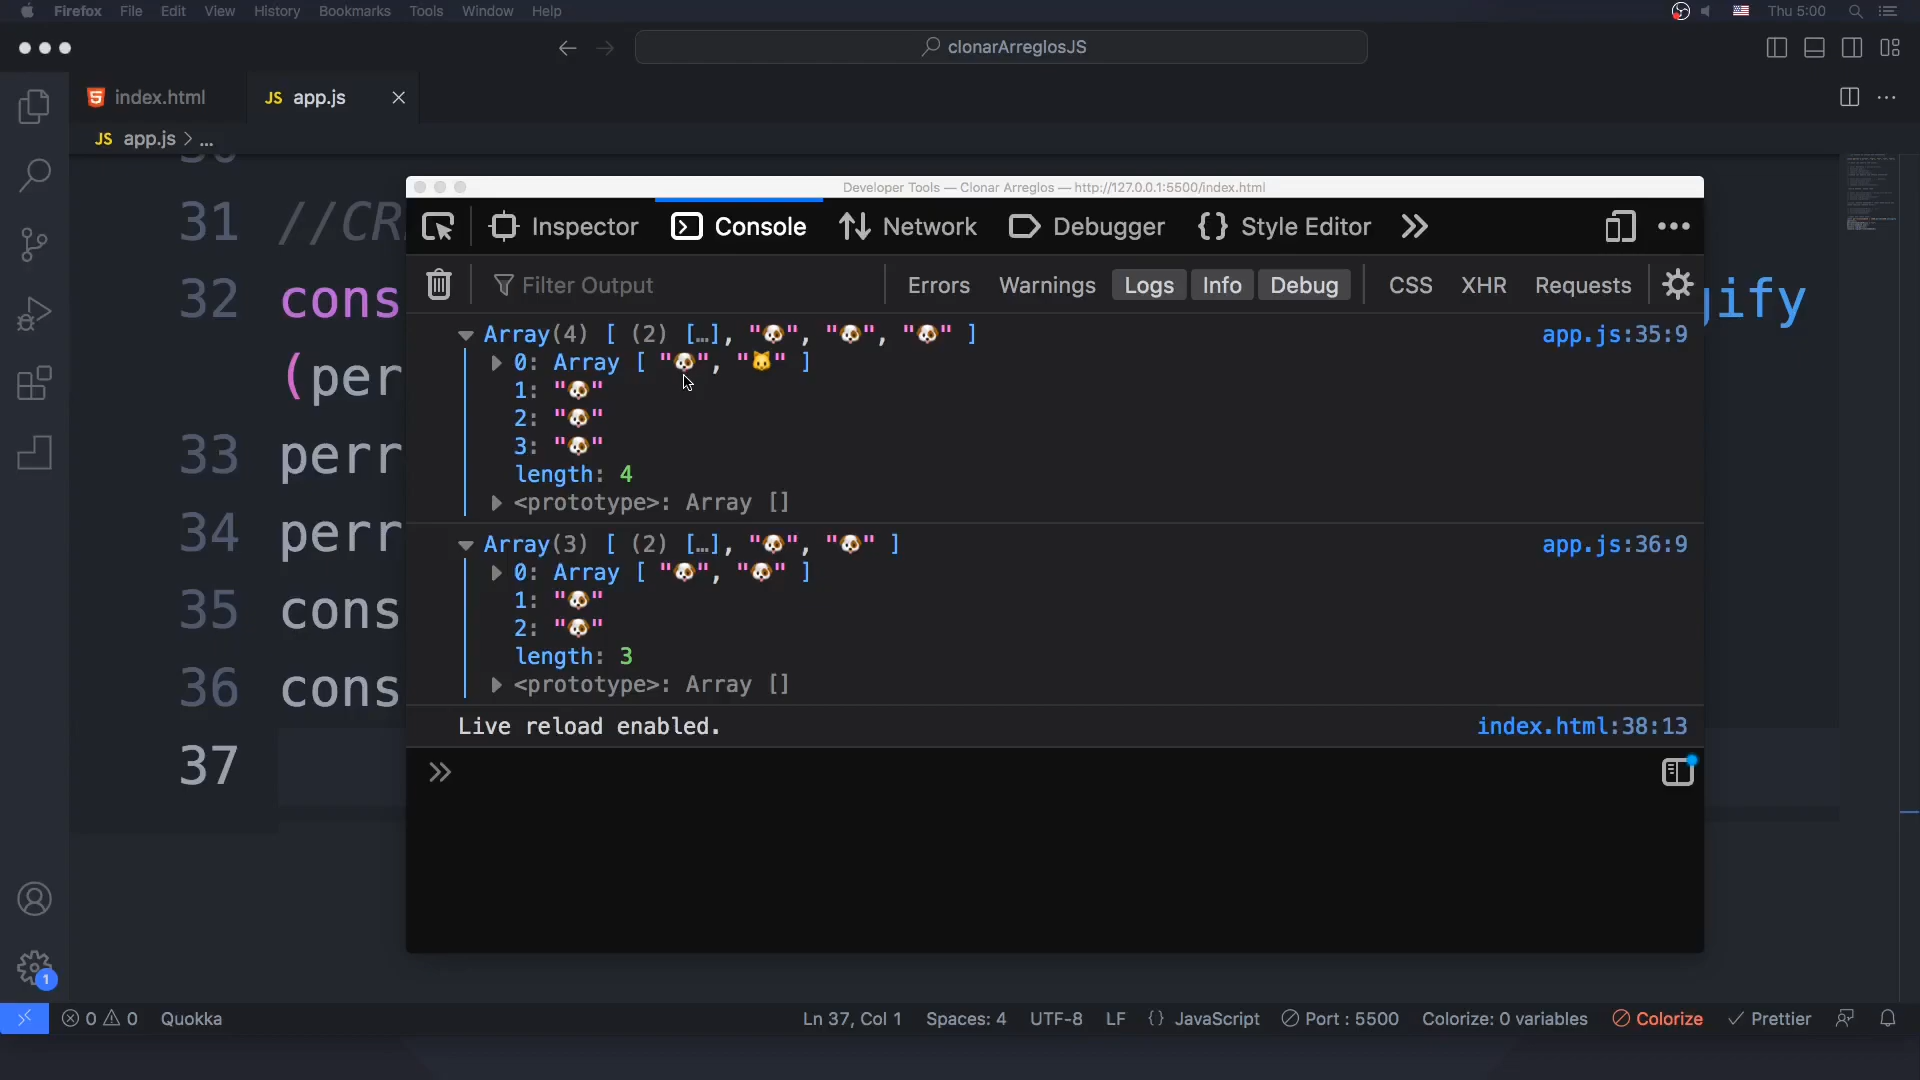 Firefox File Edit View History Bookmarks Tools Window Help Thu 5:00
clonarArreglosJS
index.html JS app.js
JS app.js > ...
Developer Tools — Clonar Arreglos — http://127.0.0.1:5500/index.html
Inspector Console Network Debugger {} Style Editor
Filter Output Errors Warnings Logs Info Debug CSS XHR Requests
31 //CR
32 cons gify
(per
33 perr
34 perr
35 cons
36 cons
37
Array(4) [ (2) […], "🐶", "🐶", "🐶" ] app.js:35:9
0: Array [ "🐶", "🐱" ]
1: "🐶"
2: "🐶"
3: "🐶"
length: 4
<prototype>: Array []
Array(3) [ (2) […], "🐶", "🐶" ] app.js:36:9
0: Array [ "🐶", "🐶" ]
1: "🐶"
2: "🐶"
length: 3
<prototype>: Array []
Live reload enabled. index.html:38:13
1
0 0 Quokka Ln 37, Col 1 Spaces: 4 UTF-8 LF {} JavaScript Port : 5500 Colorize: 0 variables Colorize Prettier